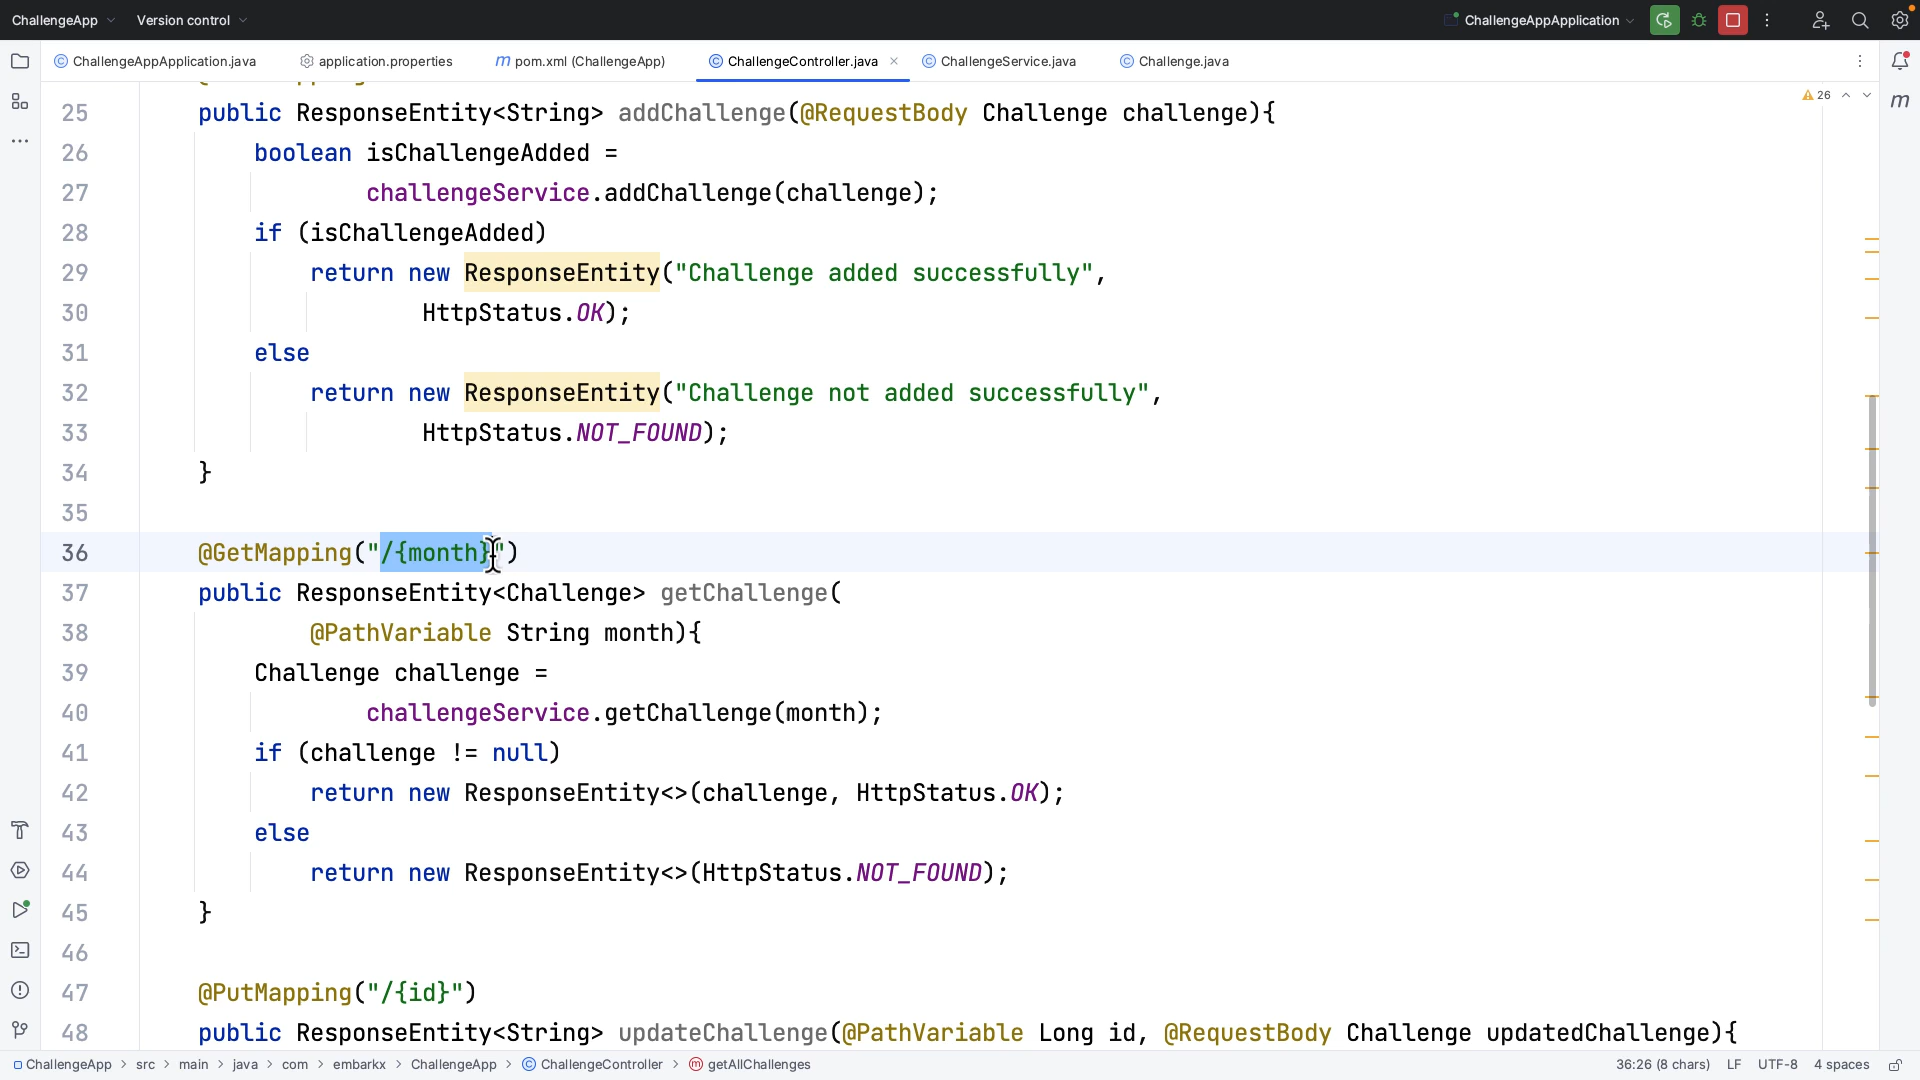 ChallengeApp
Version control
ChallengeAppApplication
ChallengeAppApplication.java
application.properties
pom.xml (ChallengeApp)
ChallengeController.java
ChallengeService.java
Challenge.java
26
25 public ResponseEntity<String> addChallenge(@RequestBody Challenge challenge){
26 boolean isChallengeAdded =
27 challengeService.addChallenge(challenge);
28 if (isChallengeAdded)
29 return new ResponseEntity("Challenge added successfully",
30 HttpStatus.OK);
31 else
32 return new ResponseEntity("Challenge not added successfully",
33 HttpStatus.NOT_FOUND);
34 }
35
36 @GetMapping("/{month}")
37 public ResponseEntity<Challenge> getChallenge(
38 @PathVariable String month){
39 Challenge challenge =
40 challengeService.getChallenge(month);
41 if (challenge != null)
42 return new ResponseEntity<>(challenge, HttpStatus.OK);
43 else
44 return new ResponseEntity<>(HttpStatus.NOT_FOUND);
45 }
46
47 @PutMapping("/{id}")
48 public ResponseEntity<String> updateChallenge(@PathVariable Long id, @RequestBody Challenge updatedChallenge){
ChallengeApp > src > main > java > com > embarkx > ChallengeApp > ChallengeController > getAllChallenges
36:26 (8 chars) LF UTF-8 4 spaces